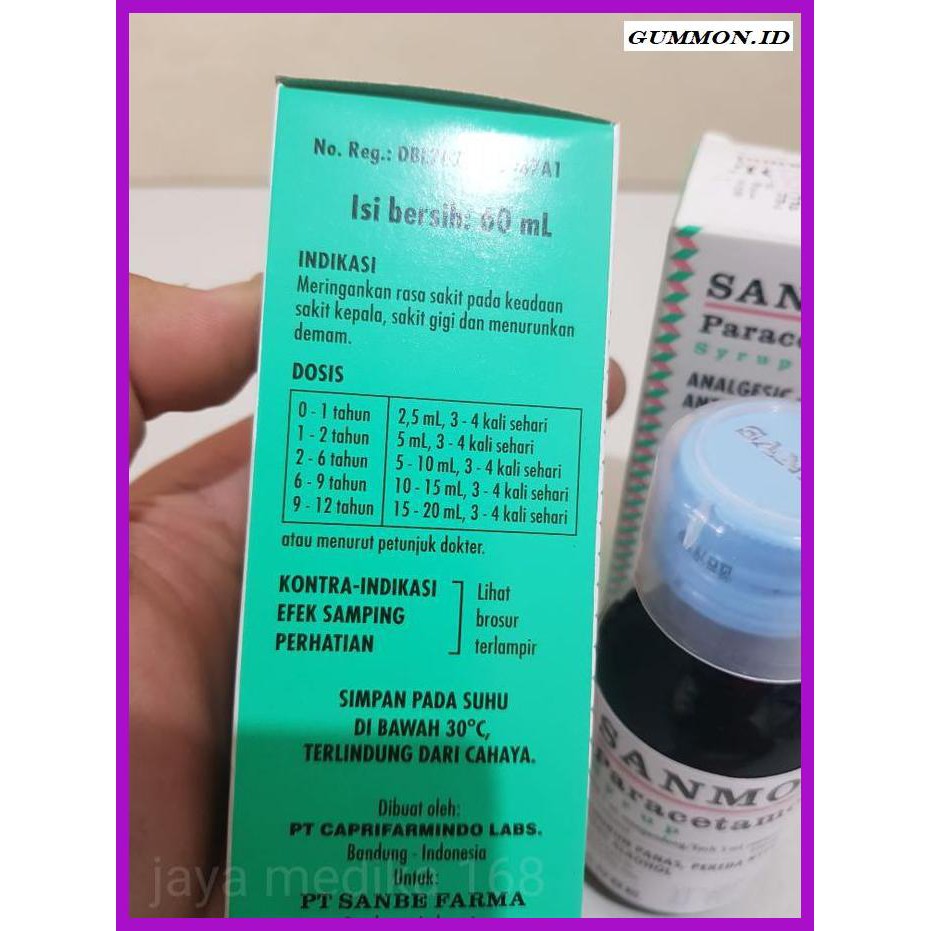 GUMMON.ID
No. Reg.:
Isi bersih: 60 mL
INDIKASI
Meringankan rasa sakit pada keadaan
sakit kepala, sakit gigi dan menurunkan
demam.
DOSIS
0 - 1 tahun 2,5 mL, 3 - 4 kali sehari
1 - 2 tahun 5 mL, 3 - 4 kali sehari
2 - 6 tahun 5 - 10 mL, 3 - 4 kali sehari
6 - 9 tahun 10 - 15 mL, 3 - 4 kali sehari
9 - 12 tahun 15 - 20 mL, 3 - 4 kali sehari
atau menurut petunjuk dokter.
KONTRA-INDIKASI
EFEK SAMPING
PERHATIAN
Lihat
brosur
terlampir
SIMPAN PADA SUHU
DI BAWAH 30°C,
TERLINDUNG DARI CAHAYA.
Dibuat oleh:
PT CAPRIFARMINDO LABS.
Bandung - Indonesia
Untuk:
PT SANBE FARMA
jaya medika 168
SAN
Parace
Syrup
ANALGESIC
SANMO
Paracetam